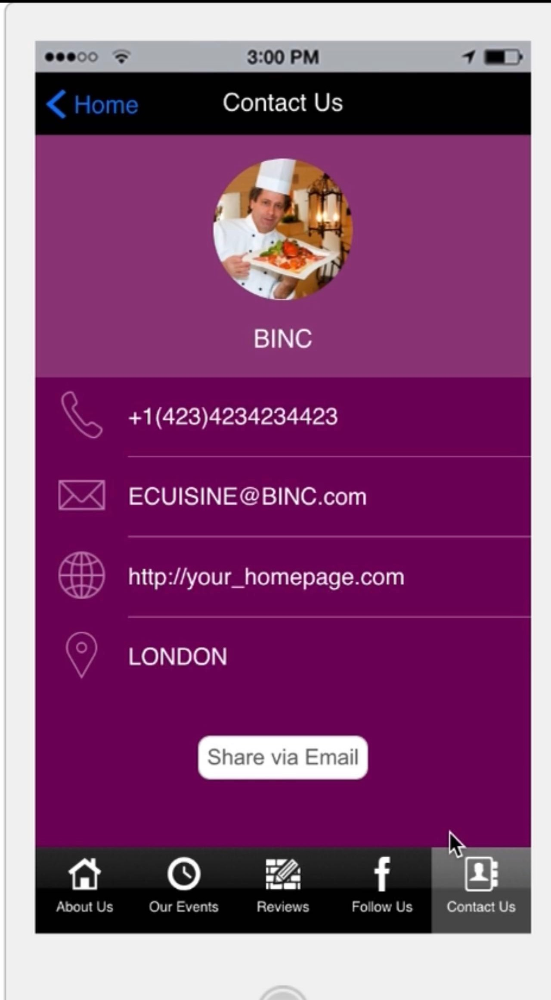 3:00 PM
Home
Contact Us
BINC
+1(423)4234234423
ECUISINE@BINC.com
http://your_homepage.com
LONDON
Share via Email
About Us
Our Events
Reviews
Follow Us
Contact Us